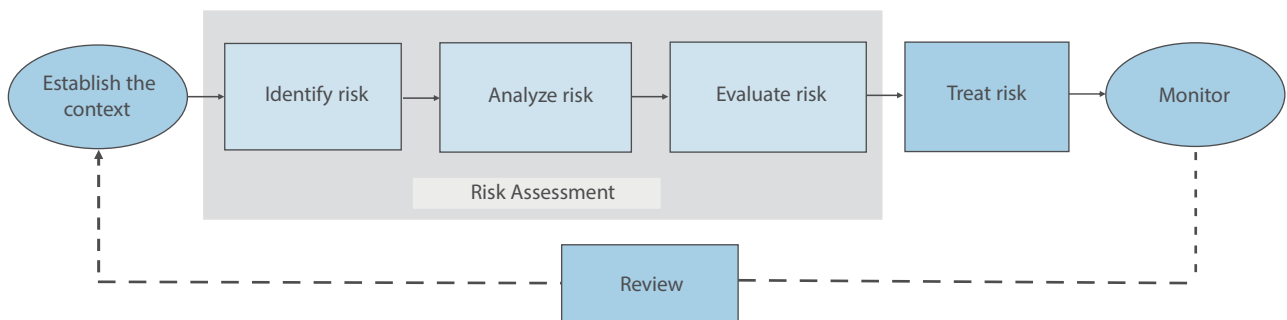 Establish the
context
Identify risk
Analyze risk
Evaluate risk
Treat risk
Monitor
Risk Assessment
Review